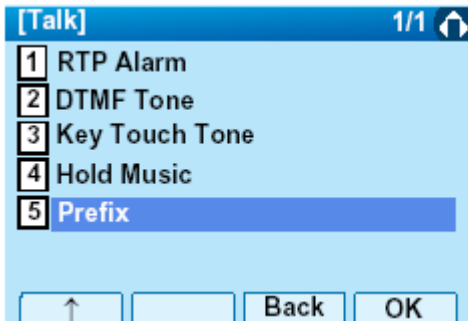 [Talk] 1/1
1 RTP Alarm
2 DTMF Tone
3 Key Touch Tone
4 Hold Music
5 Prefix
↑ Back OK